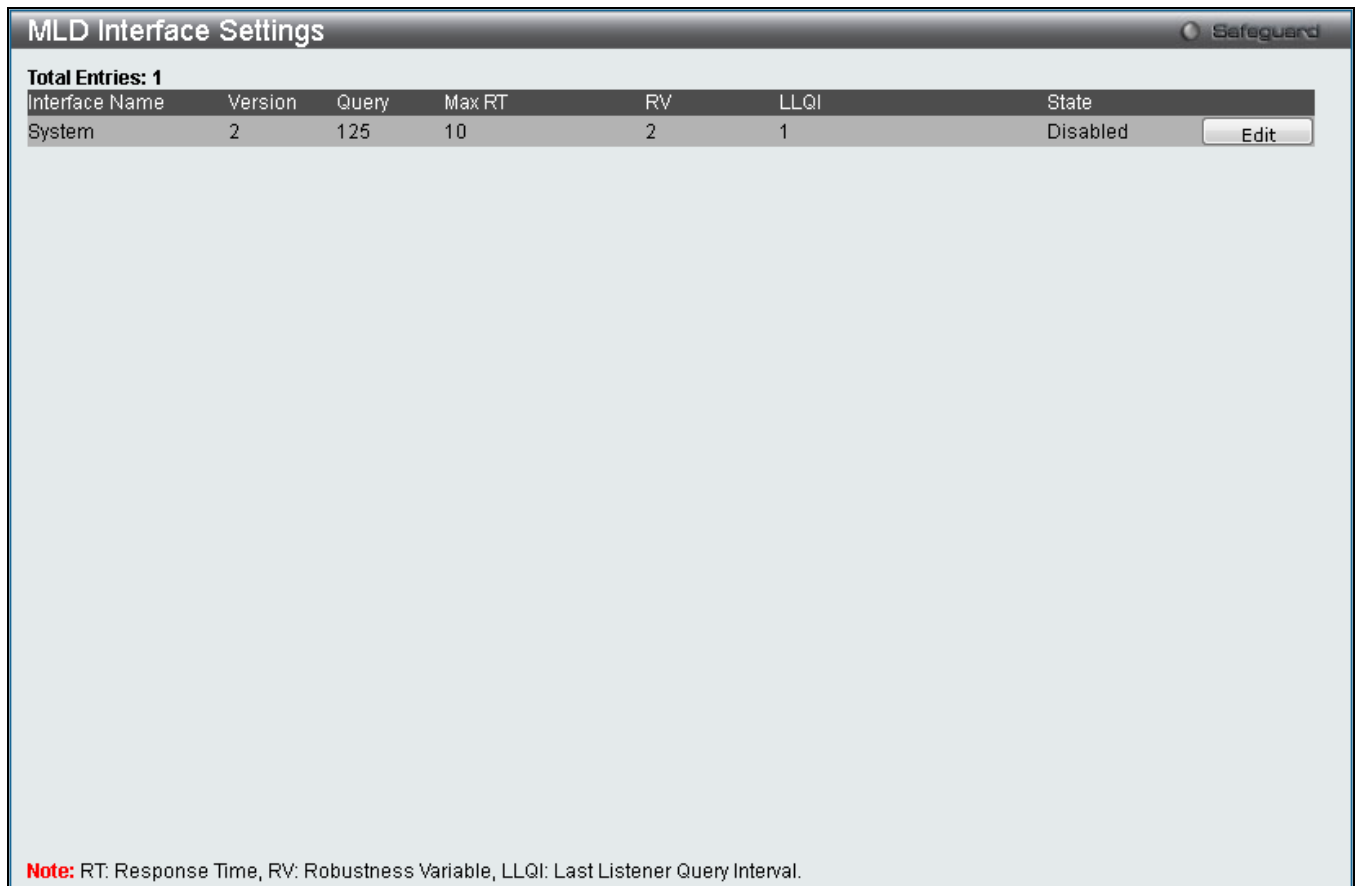 MLD Interface Settings
Safeguard
Total Entries: 1
Interface Name Version Query Max RT RV LLQI State
System 2 125 10 2 1 Disabled Edit
Note: RT: Response Time, RV: Robustness Variable, LLQI: Last Listener Query Interval.